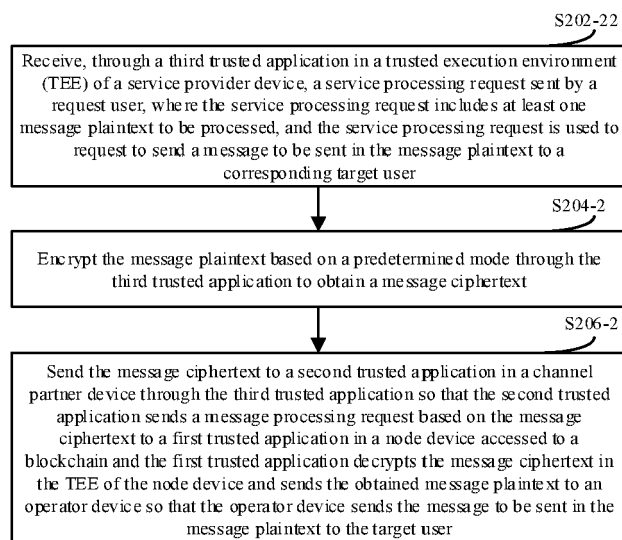 S202-22
Receive, through a third trusted application in a trusted execution environment
(TEE) of a service provider device, a service processing request sent by a
request user, where the service processing request includes at least one
message plaintext to be processed, and the service processing request is used to
request to send a message to be sent in the message plaintext to a
corresponding target user
S204-2
Encrypt the message plaintext based on a predetermined mode through the
third trusted application to obtain a message ciphertext
S206-2
Send the message ciphertext to a second trusted application in a channel
partner device through the third trusted application so that the second trusted
application sends a message processing request based on the message
ciphertext to a first trusted application in a node device accessed to a
blockchain and the first trusted application decrypts the message ciphertext in
the TEE of the node device and sends the obtained message plaintext to an
operator device so that the operator device sends the message to be sent in the
message plaintext to the target user